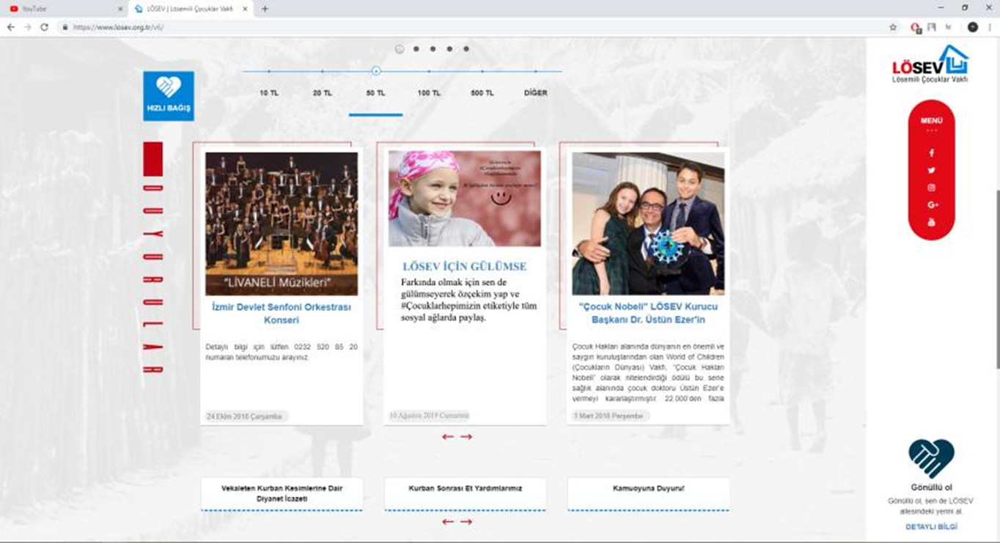 YouTube
LÖSEV | Lösemili Çocuklar Vakfı
https://www.losev.org.tr/v6/
HIZLI BAĞIŞ
10 TL
20 TL
50 TL
100 TL
500 TL
DİĞER
DUYURULAR
"LİVANELİ Müzikleri"
İzmir Devlet Senfoni Orkestrası
Konseri
Detaylı bilgi için lütfen 0232 520 85 20
numaralı telefonumuzu arayınız.
24 Ekim 2018 Çarşamba
#Çocuklarhepimizin
LÖSEV İÇİN GÜLÜMSE
Farkında olmak için sen de
gülümseyerek özçekim yap ve
#Çocuklarhepimizin etiketiyle tüm
sosyal ağlarda paylaş.
10 Ağustos 2019 Cumartesi
"Çocuk Nobeli" LÖSEV Kurucu
Başkanı Dr. Üstün Ezer'in
Çocuk Hakları alanında dünyanın en önemli ve
saygın kuruluşlarından olan World of Children
(Çocukların Dünyası) Vakfı, "Çocuk Hakları
Nobeli" olarak nitelendirdiği ödülü bu sene
sağlık alanında çocuk doktoru Üstün Ezer'e
vermeyi kararlaştırmıştır. 22.000'den fazla
1 Mart 2018 Perşembe
Vekaleten Kurban Kesimlerine Dair
Diyanet İcazeti
Kurban Sonrası Et Yardımlarımız
Kamuoyuna Duyuru!
LÖSEV
Lösemili Çocuklar Vakfı
MENÜ
Gönüllü ol
Gönüllü ol, sen de LÖSEV
ailesindeki yerini al.
DETAYLI BİLGİ